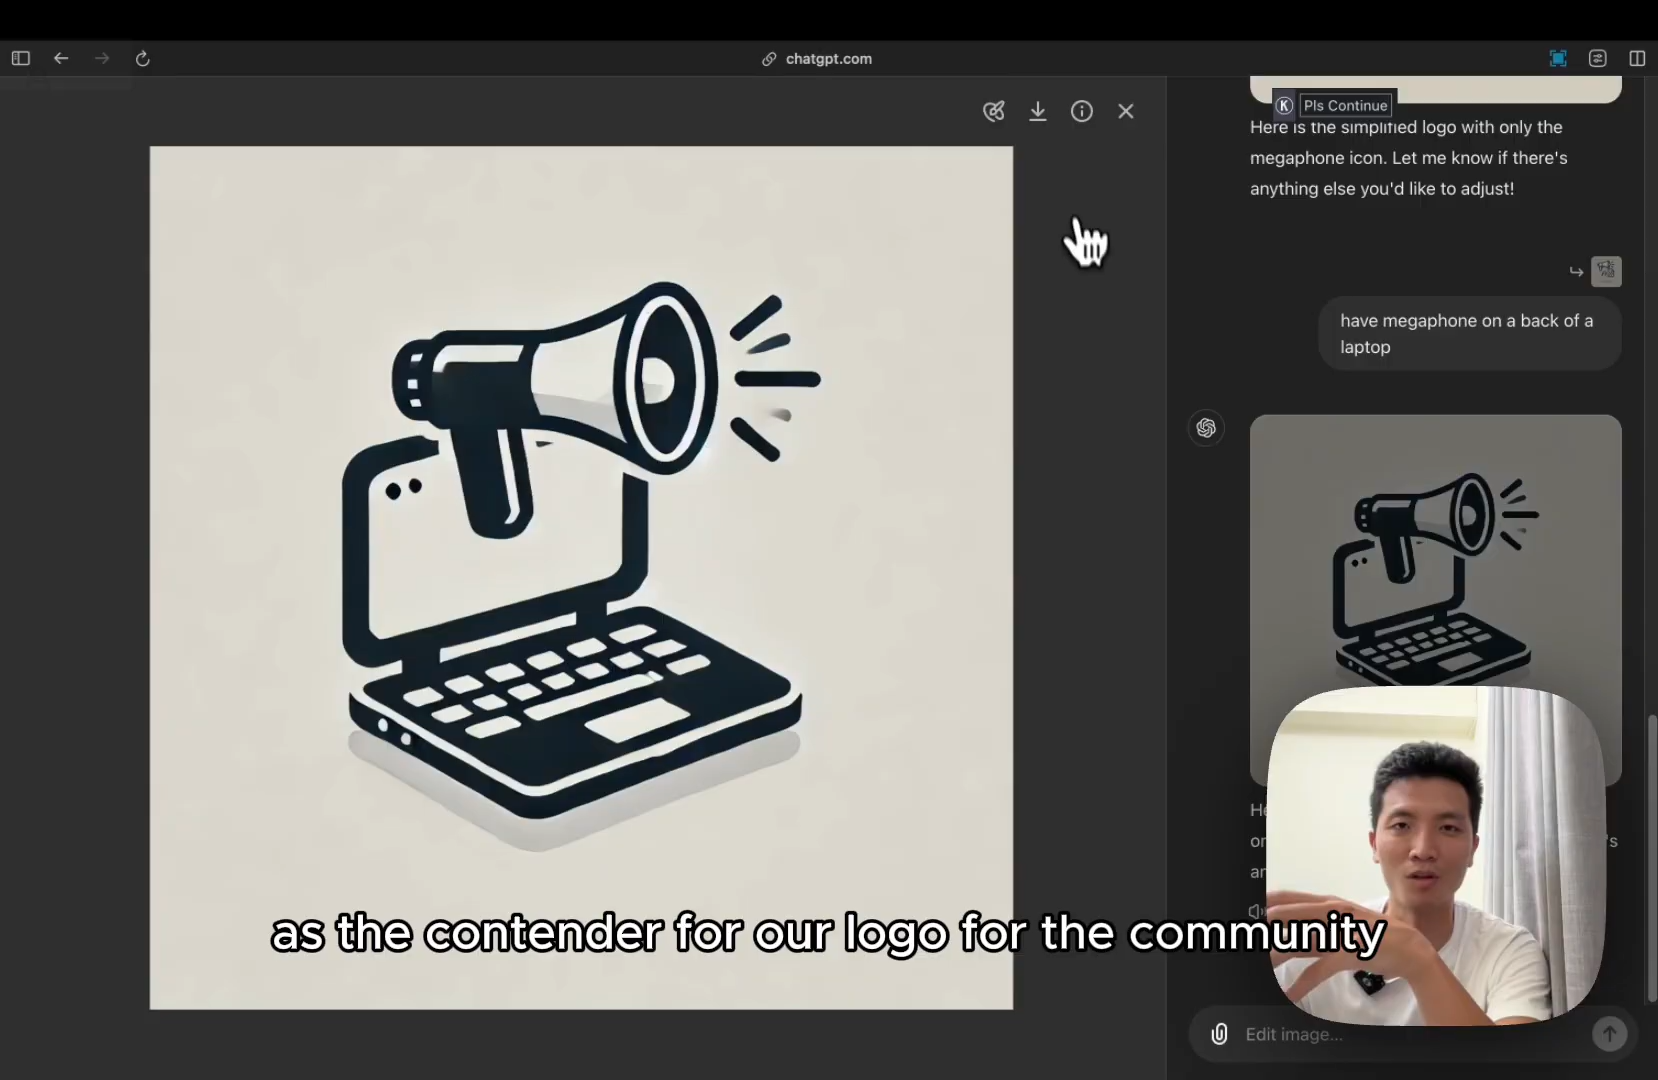 chatgpt.com
K Pls Continue
Here is the simplified logo with only the
megaphone icon. Let me know if there's
anything else you'd like to adjust!
have megaphone on a back of a
laptop
as the contender for our logo for the community
Edit image...